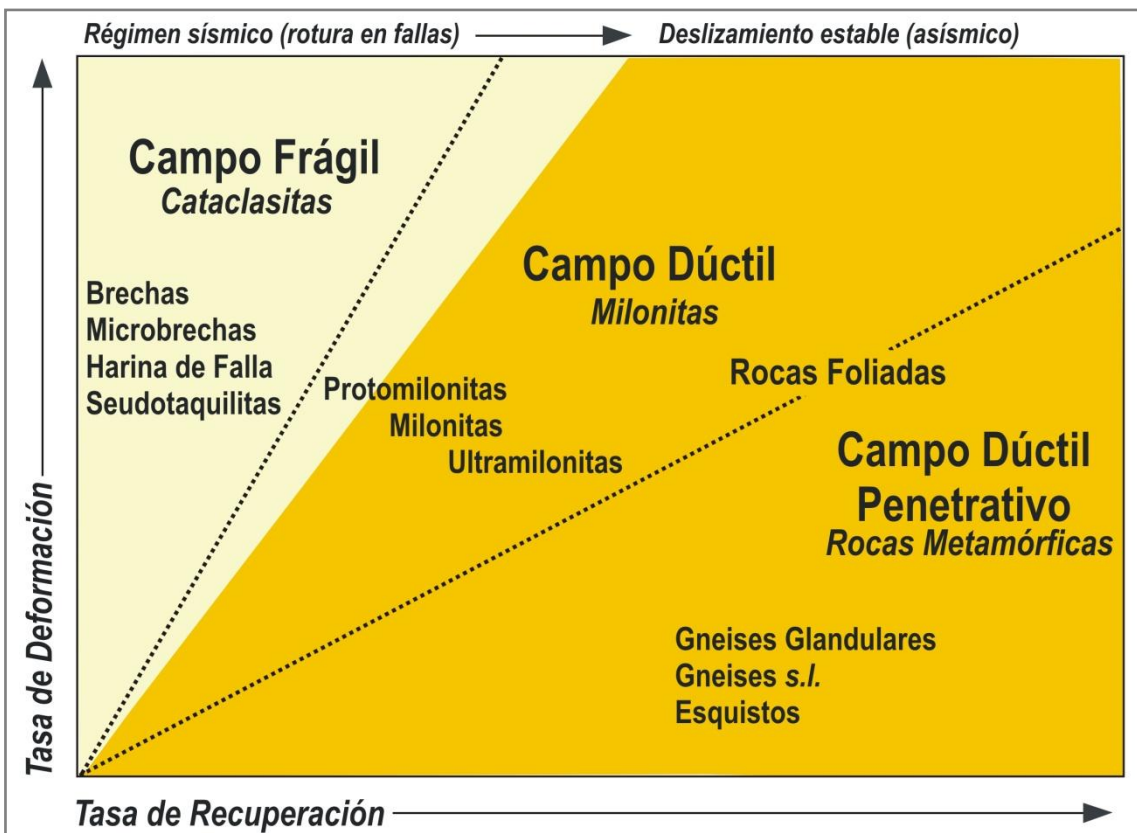 Régimen sísmico (rotura en fallas)
Deslizamiento estable (asísmico)
Campo Frágil
Cataclasitas
Brechas
Microbrechas
Harina de Falla
Seudotaquilitas
Campo Dúctil
Milonitas
Protomilonitas
Milonitas
Ultramilonitas
Rocas Foliadas
Campo Dúctil
Penetrativo
Rocas Metamórficas
Gneises Glandulares
Gneises s.l.
Esquistos
Tasa de Deformación
Tasa de Recuperación